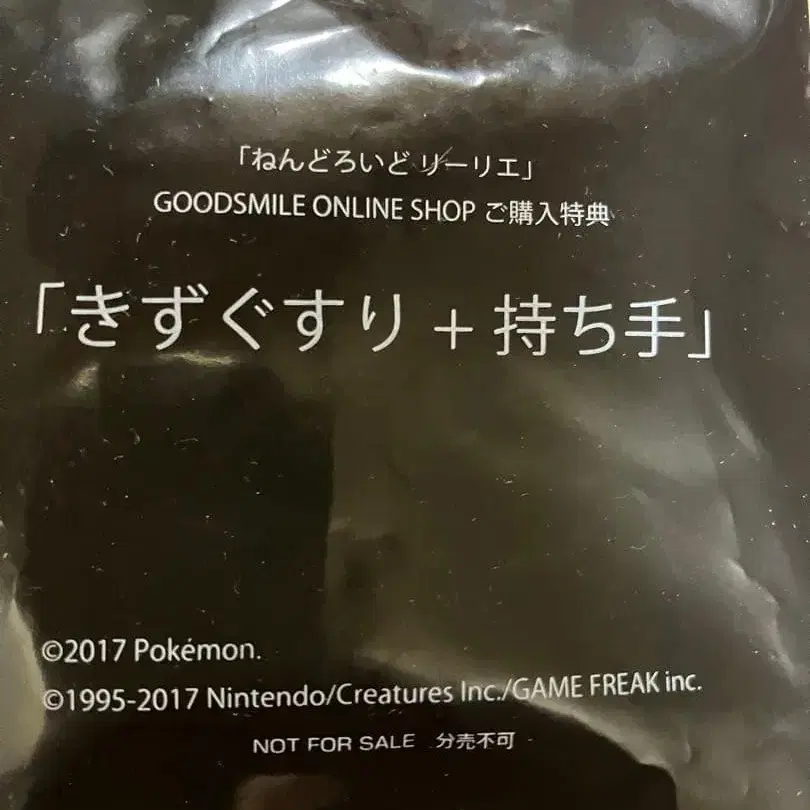 「ねんどろいど リーリエ」
GOODSMILE ONLINE SHOP ご購入特典
「きずぐすり + 持ち手」
©2017 Pokémon.
©1995-2017 Nintendo/Creatures Inc./GAME FREAK inc.
NOT FOR SALE 分売不可